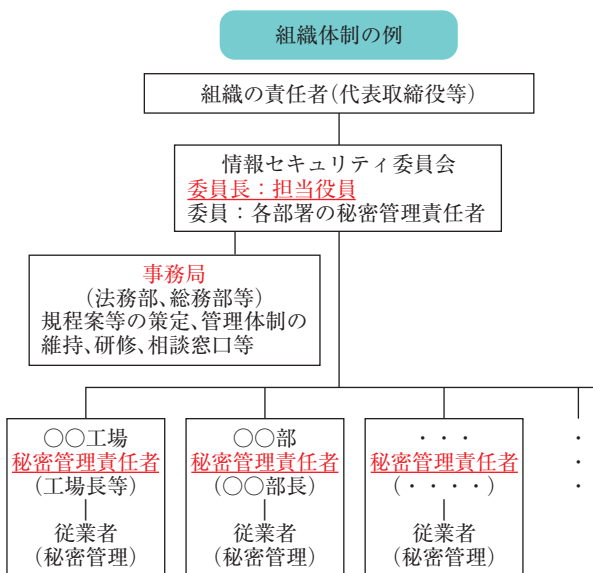 組織体制の例
組織の責任者(代表取締役等)
情報セキュリティ委員会
委員長：担当役員
委員：各部署の秘密管理責任者
事務局
(法務部、総務部等)
規程案等の策定、管理体制の
維持、研修、相談窓口等
〇〇工場
秘密管理責任者
(工場長等)
従業者
(秘密管理)
〇〇部
秘密管理責任者
(〇〇部長)
従業者
(秘密管理)
・・・
秘密管理責任者
(・・・・)
従業者
(秘密管理)
・
・
・